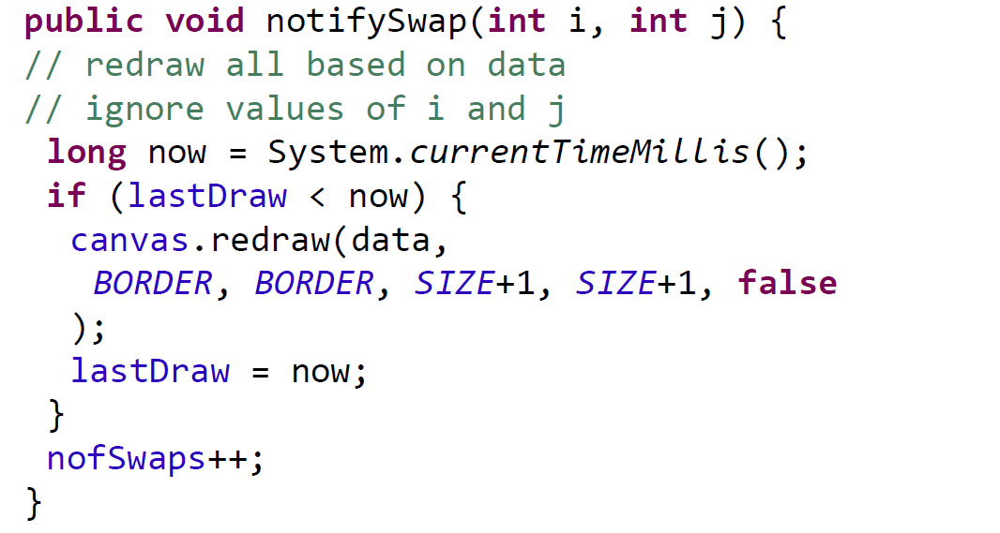 public void notifySwap(int i, int j) {
// redraw all based on data
// ignore values of i and j
long now = System.currentTimeMillis();
if (lastDraw < now) {
canvas.redraw(data,
BORDER, BORDER, SIZE+1, SIZE+1, false
);
lastDraw = now;
}
nofSwaps++;
}